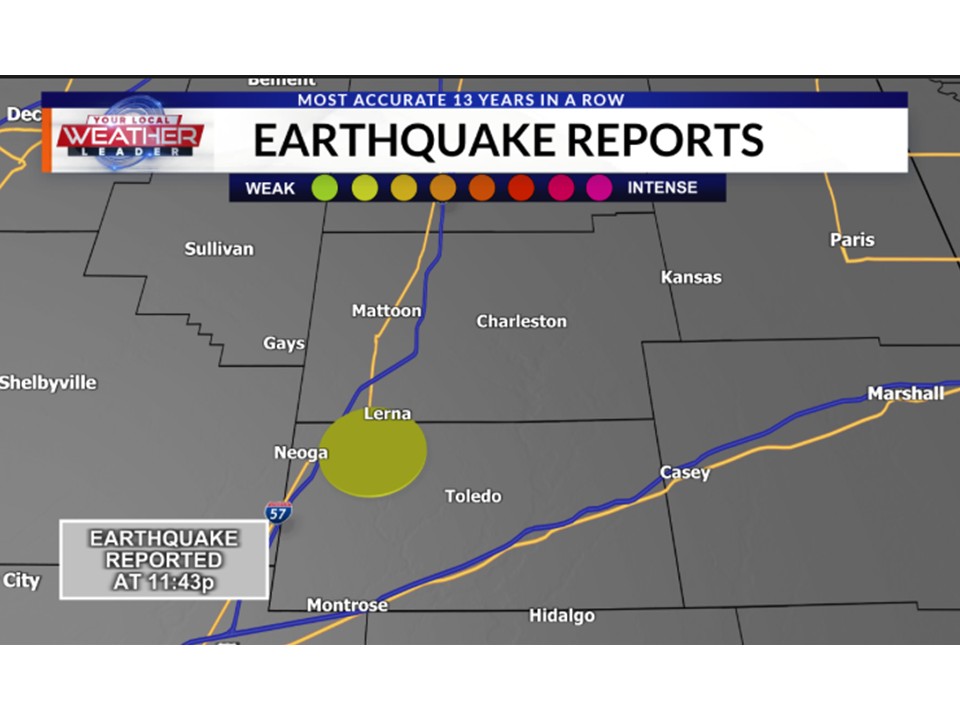 Bement
Dec
MOST ACCURATE 13 YEARS IN A ROW
YOUR LOCAL
WEATHER
LEADER
EARTHQUAKE REPORTS
WEAK INTENSE
Sullivan
Paris
Kansas
Mattoon
Charleston
Gays
Shelbyville
Marshall
Lerna
Neoga
Casey
Toledo
57
EARTHQUAKE
REPORTED
AT 11:43p
City
Montrose
Hidalgo